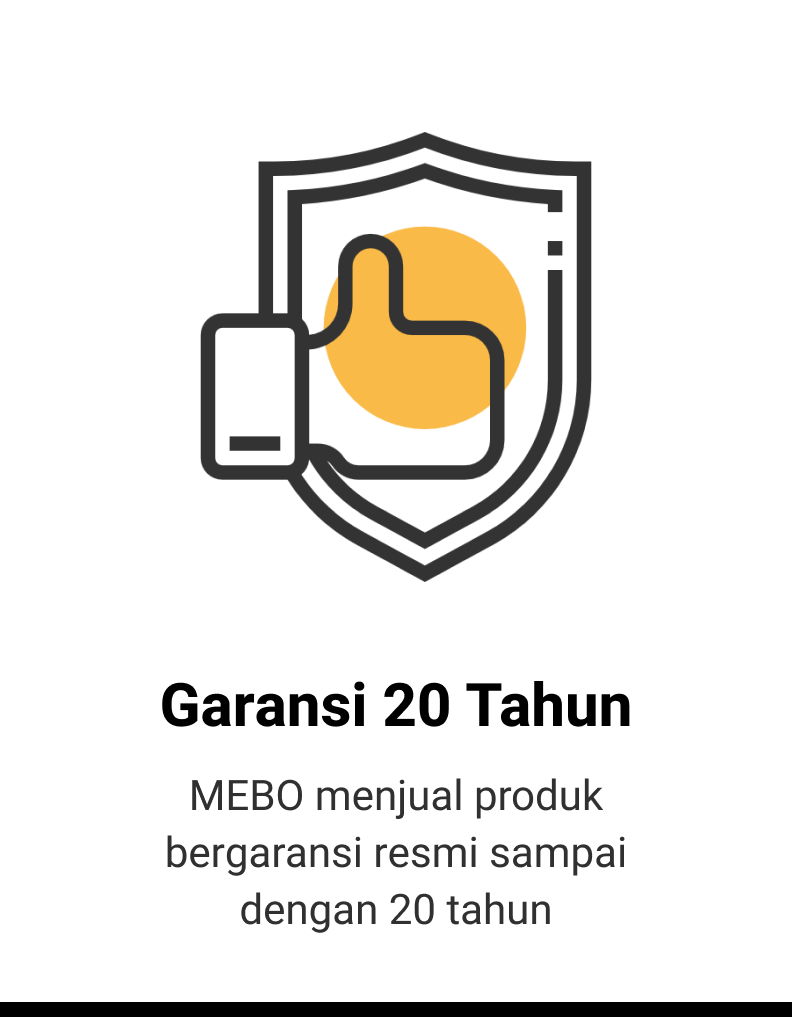 Garansi 20 Tahun
MEBO menjual produk
bergaransi resmi sampai
dengan 20 tahun